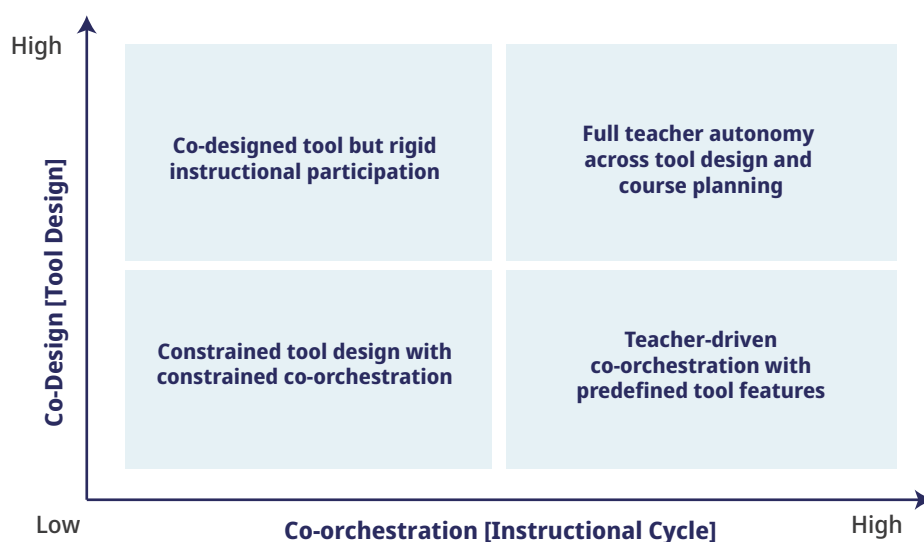 High
Co-designed tool but rigid
instructional participation
Full teacher autonomy
across tool design and
course planning
Co-Design [Tool Design]
Constrained tool design with
constrained co-orchestration
Teacher-driven
co-orchestration with
predefined tool features
Low
Co-orchestration [Instructional Cycle]
High